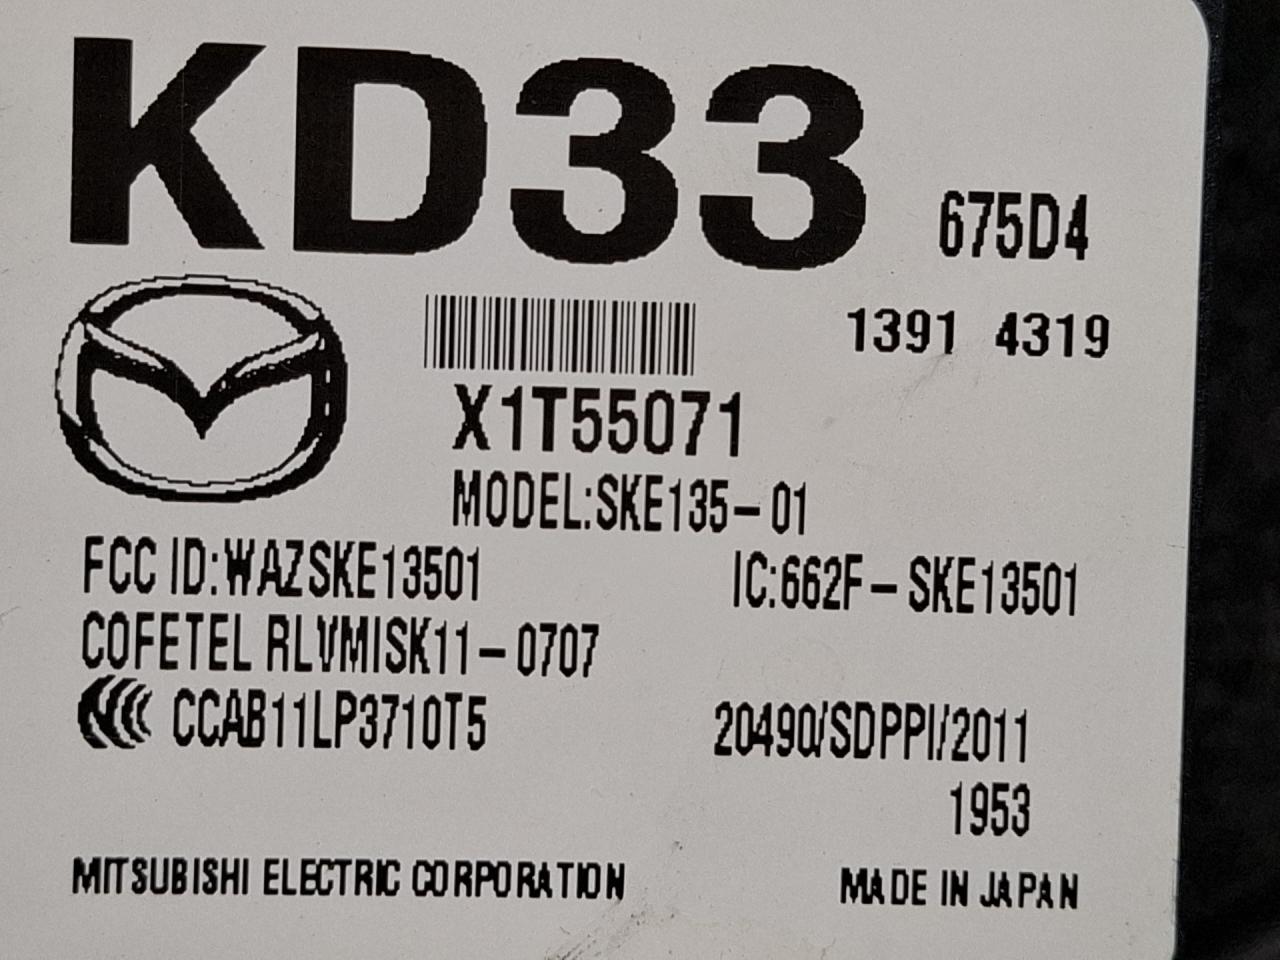 KD33
675D4
1391 4319
X1T55071
MODEL:SKE135-01
FCC ID:WAZSKE13501
IC:662F-SKE13501
COFETEL RLVMISK11-0707
CCAB11LP3710T5
20490/SDPPI/2011
1953
MITSUBISHI ELECTRIC CORPORATION
MADE IN JAPAN